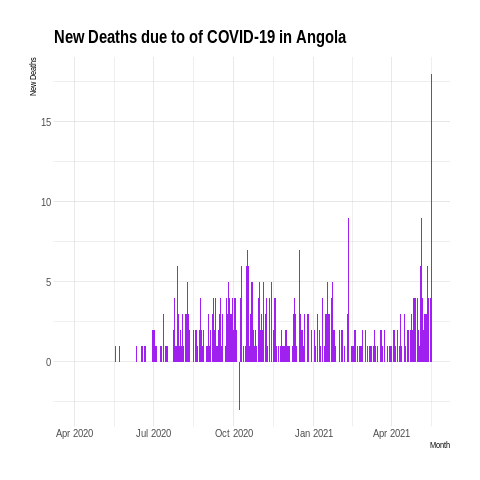 New Deaths due to of COVID-19 in Angola
New Deaths
15
10
5
0
Apr 2020 Jul 2020 Oct 2020 Jan 2021 Apr 2021
Month